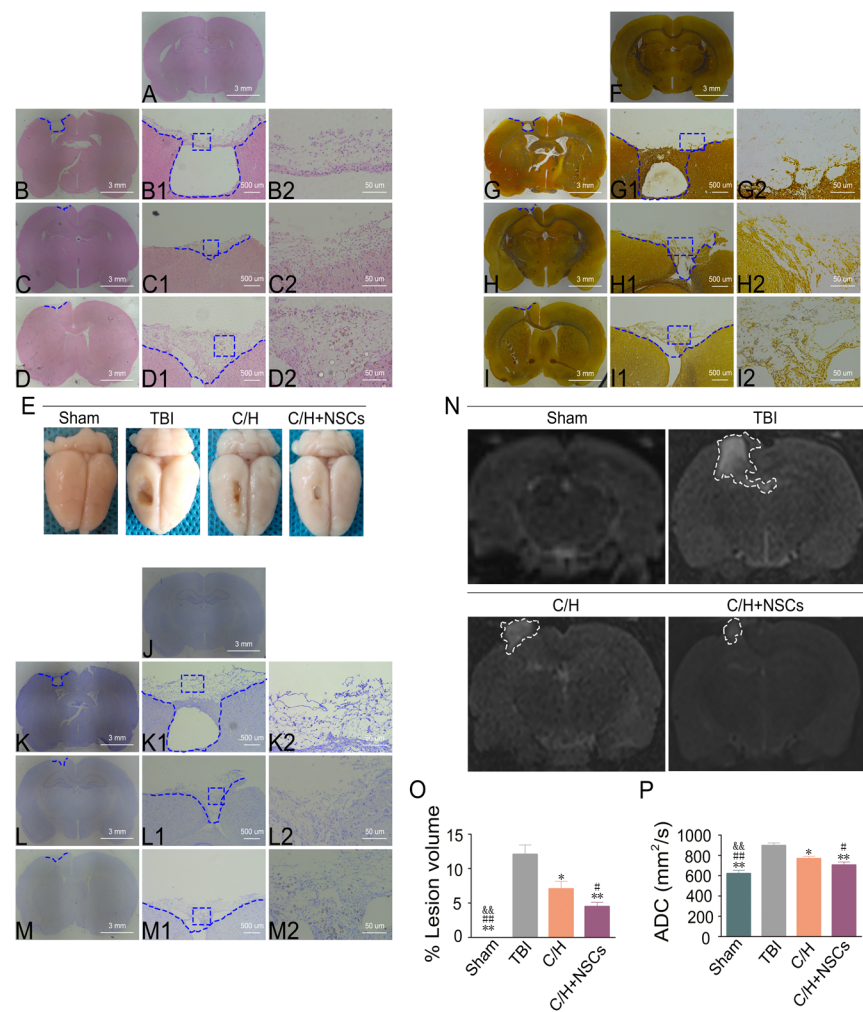 A
3 mm
B
3 mm
B1
500 um
B2
50 um
C
3 mm
C1
500 um
C2
50 um
D
3 mm
D1
500 um
D2
50 um
F
3 mm
G
3 mm
G1
500 um
G2
50 um
H
3 mm
H1
500 um
H2
50 um
I
3 mm
I1
500 um
I2
50 um
E
Sham
TBI
C/H
C/H+NSCs
J
3 mm
K
3 mm
K1
500 um
K2
50 um
L
3 mm
L1
500 um
L2
50 um
M
3 mm
M1
500 um
M2
50 um
N
Sham
TBI
C/H
C/H+NSCs
O
% Lesion volume
15
10
5
0
&&
##
**
*
#
**
Sham
TBI
C/H
C/H+NSCs
P
ADC (mm²/s)
1000
800
600
400
200
0
&&
##
**
*
#
**
Sham
TBI
C/H
C/H+NSCs